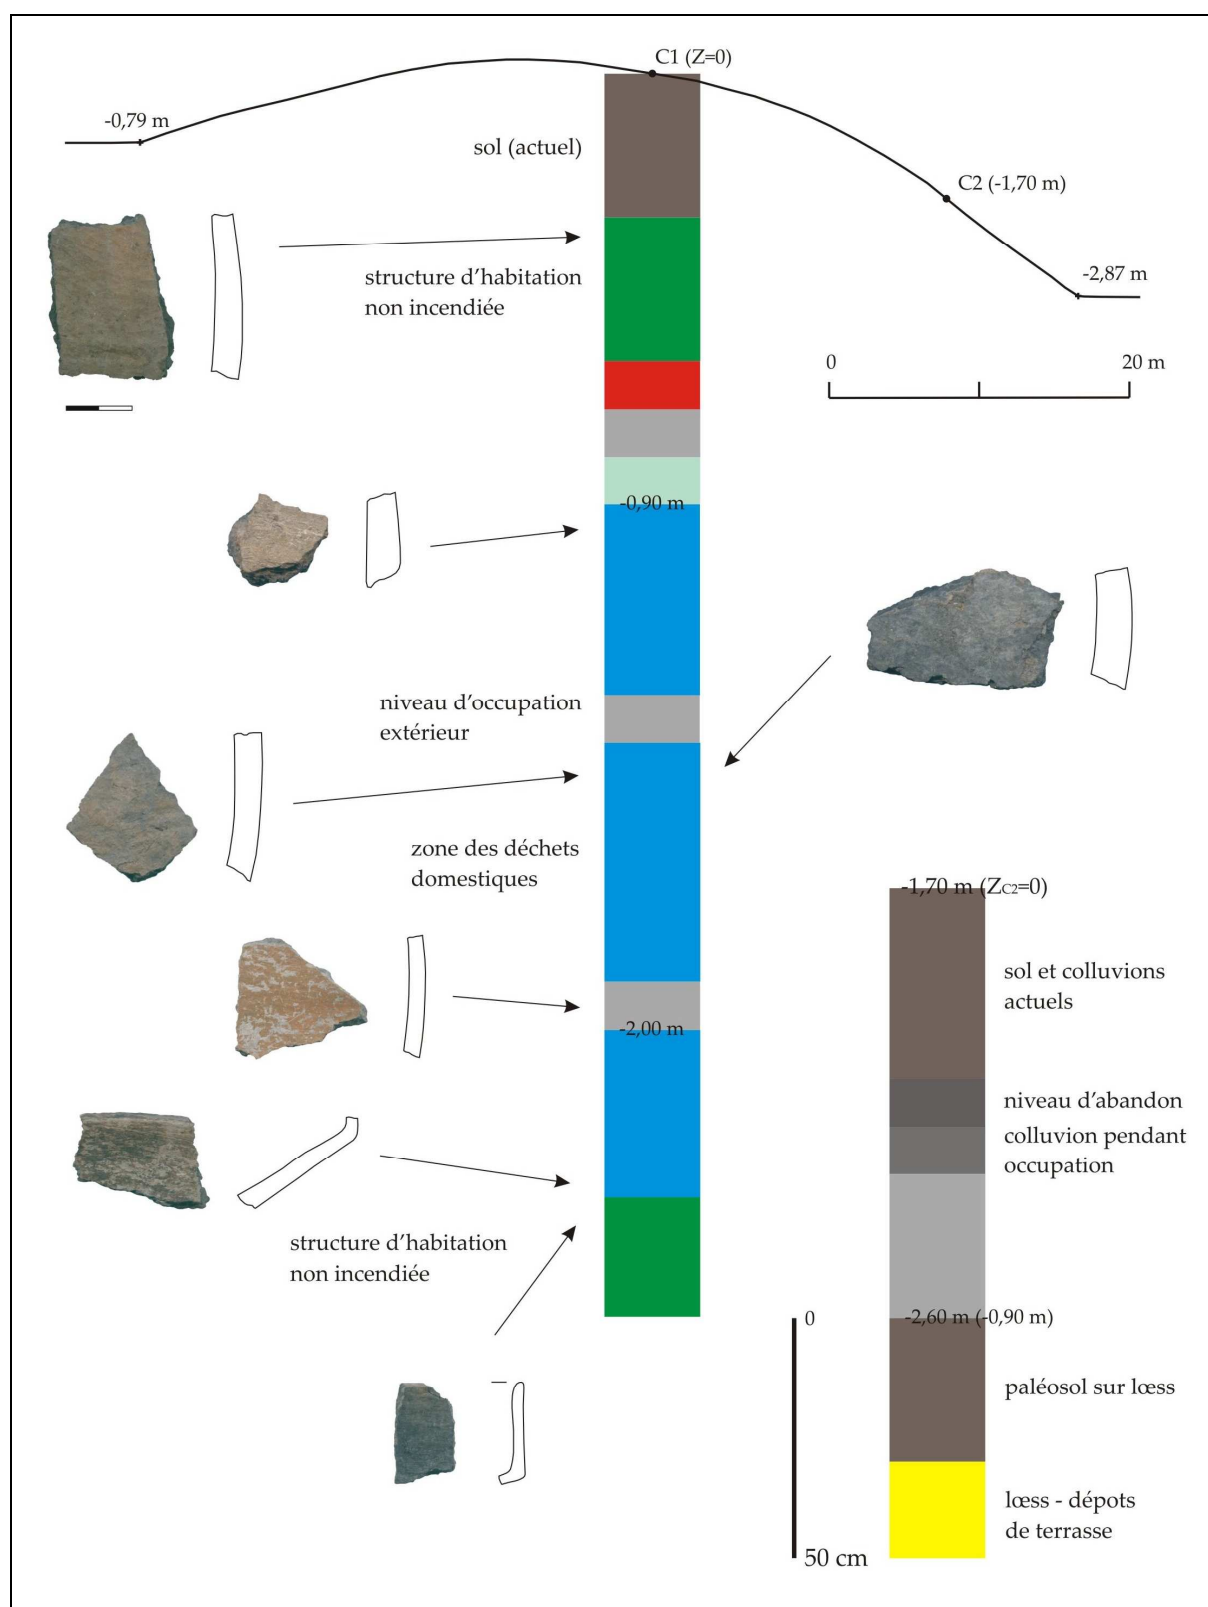 C1 (Z=0)
-0,79 m
sol (actuel)
C2 (-1,70 m)
-2,87 m
structure d'habitation
non incendiée
0
20 m
-0,90 m
niveau d'occupation
extérieur
zone des déchets
domestiques
-1,70 m (ZC2=0)
sol et colluvions
actuels
-2,00 m
niveau d'abandon
colluvion pendant
occupation
structure d'habitation
non incendiée
0
-2,60 m (-0,90 m)
paléosol sur lœss
lœss - dépots
de terrasse
50 cm